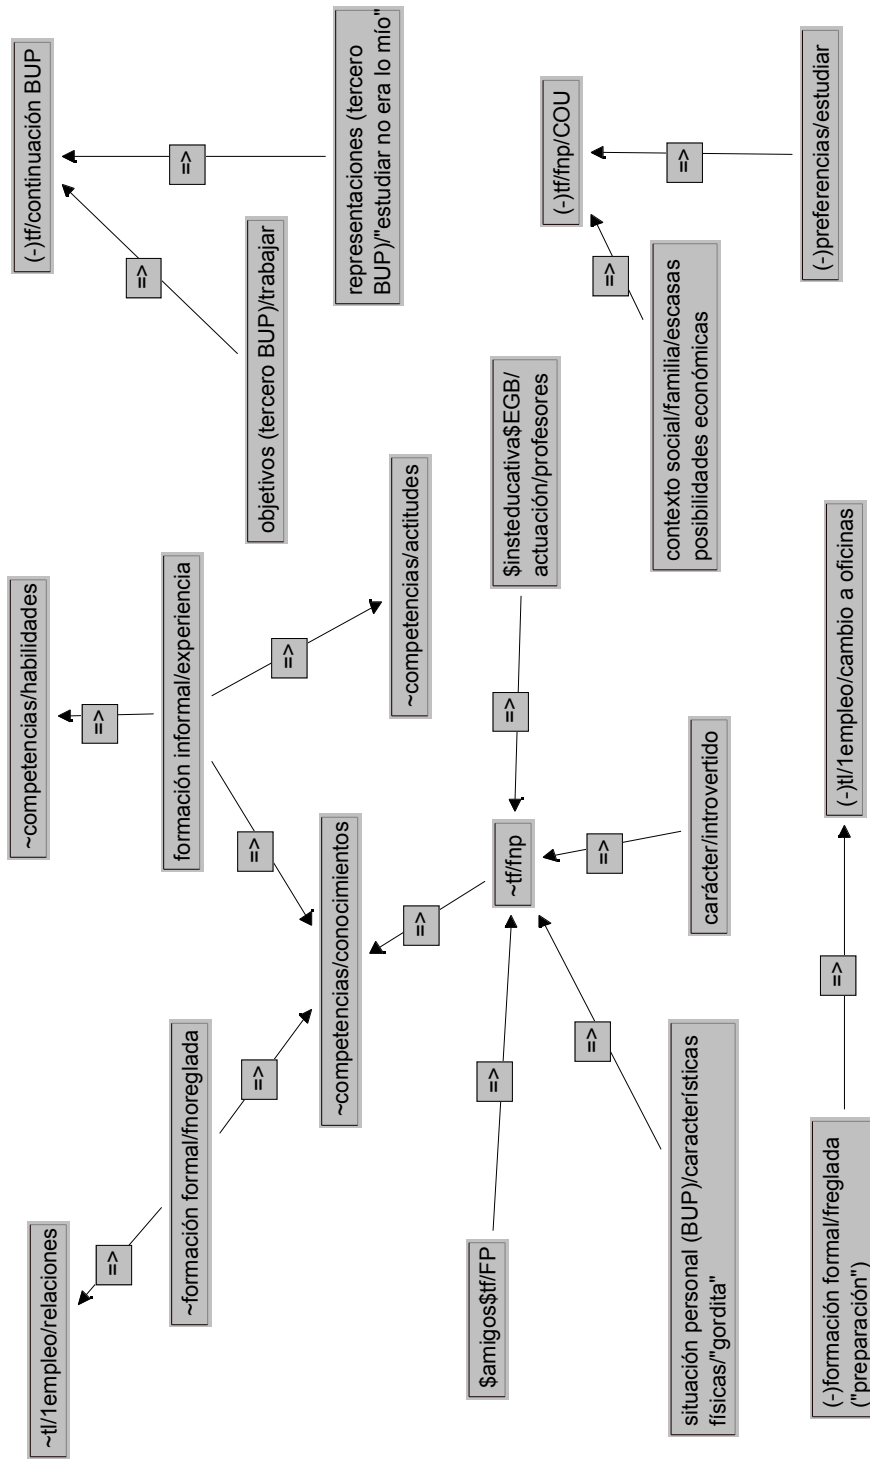 ~tl/1empleo/relaciones
~competencias/habilidades
(-)tf/continuación BUP
=>
=>
=>
=>
~formación formal/fnoreglada
formación informal/experiencia
objetivos (tercero BUP)/trabajar
=>
=>
=>
~competencias/conocimientos
~competencias/actitudes
representaciones (tercero
BUP)/"estudiar no era lo mío"
=>
$amigos$tf/FP
=>
~tf/fnp
=>
$insteducativa$EGB/
actuación/profesores
(-)tf/fnp/COU
=>
=>
=>
=>
situación personal (BUP)/características
físicas/"gordita"
carácter/introvertido
contexto social/familia/escasas
posibilidades económicas
(-)preferencias/estudiar
(-)formación formal/freglada
("preparación")
=>
(-)tl/1empleo/cambio a oficinas